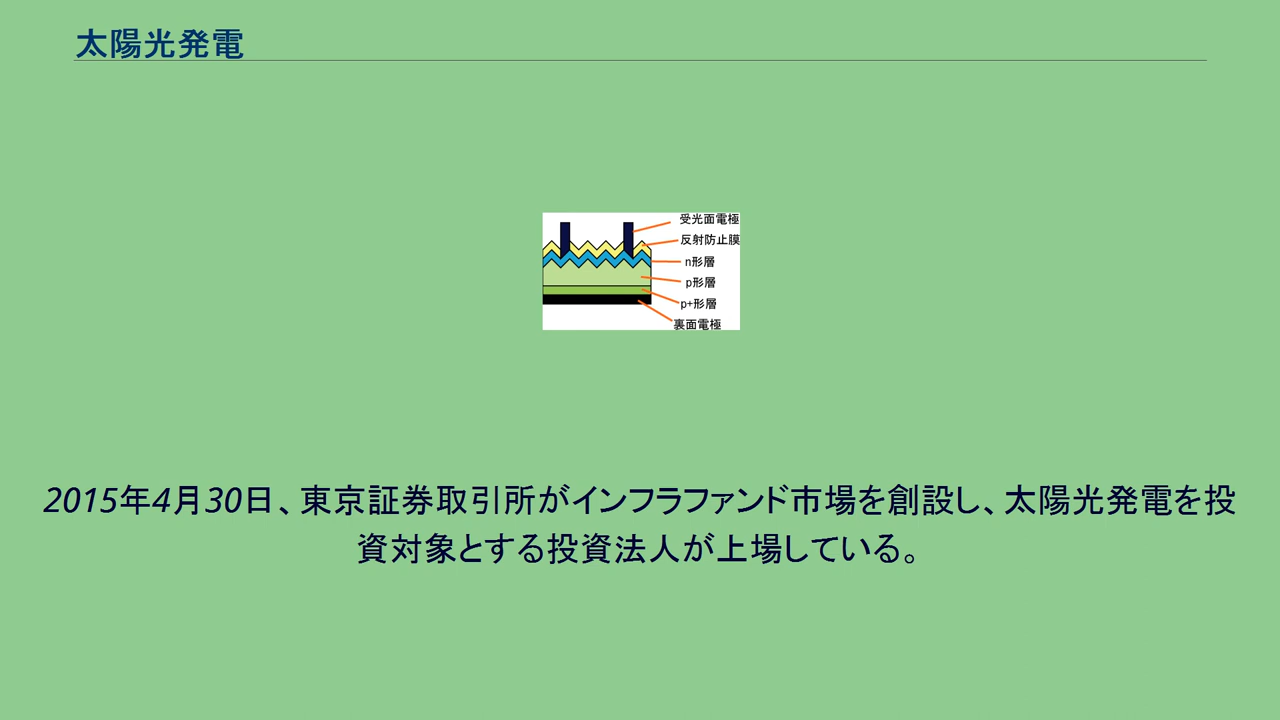 太陽光発電
受光面電極
反射防止膜
n形層
p形層
p+形層
裏面電極
2015年4月30日、東京証券取引所がインフラファンド市場を創設し、太陽光発電を投
資対象とする投資法人が上場している。